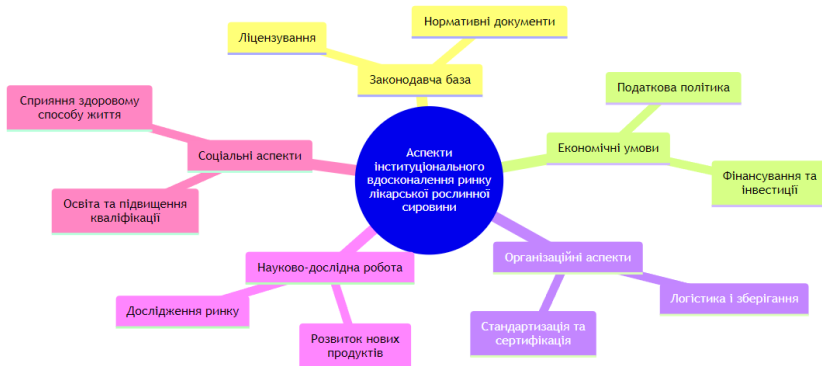 Нормативні документи
Ліцензування
Законодавча база
Податкова політика
Сприяння здоровому
способу життя
Економічні умови
Соціальні аспекти
Аспекти
інституціонального
вдосконалення ринку
лікарської рослинної
сировини
Фінансування та
інвестиції
Освіта та підвищення
кваліфікації
Організаційні аспекти
Науково-дослідна робота
Логістика і зберігання
Дослідження ринку
Стандартизація та
сертифікація
Розвиток нових
продуктів